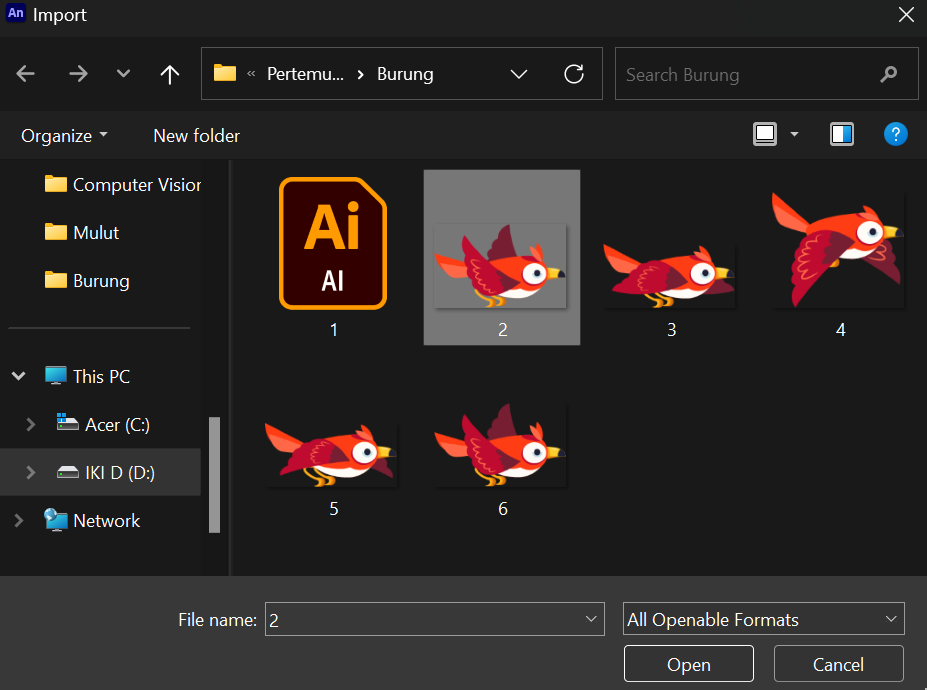 An Import
« Pertemu... > Burung
Search Burung
Organize
New folder
?
Computer Vision
Mulut
Burung
This PC
Acer (C:)
IKI D (D:)
Network
Ai
AI
1
2
3
4
5
6
File name: 2
All Openable Formats
Open
Cancel